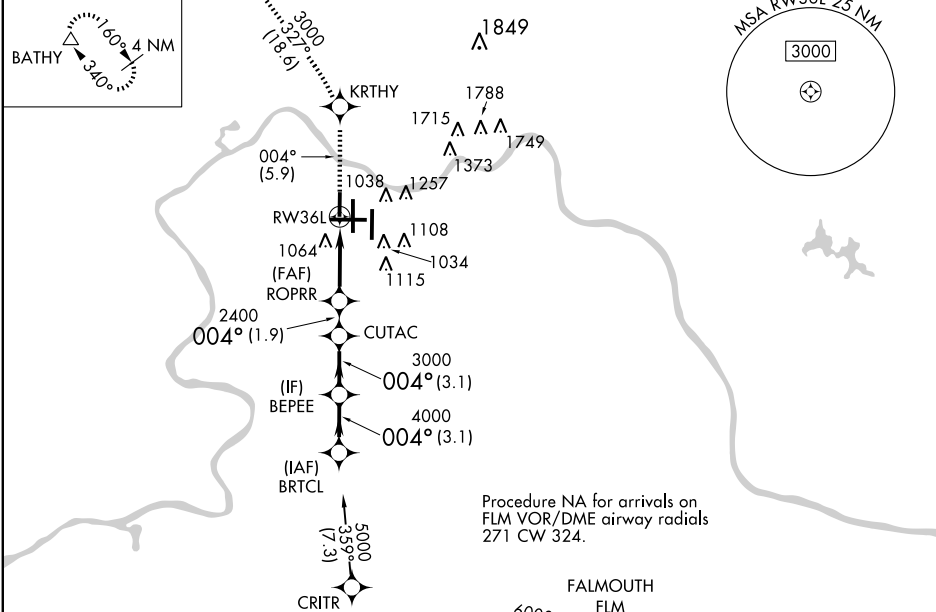 160°
4 NM
BATHY
340°
3000
327°
(18.6)
1849
MSA RW36L 25 NM
3000
KRTHY
1788
1715
1749
1373
004°
(5.9)
1038
1257
RW36L
1064
1108
1034
1115
(FAF)
ROPRR
2400
004° (1.9)
CUTAC
3000
004° (3.1)
(IF)
BEPEE
4000
004° (3.1)
(IAF)
BRTCL
5000
359°
(7.3)
Procedure NA for arrivals on
FLM VOR/DME airway radials
271 CW 324.
CRITR
FALMOUTH
FLM